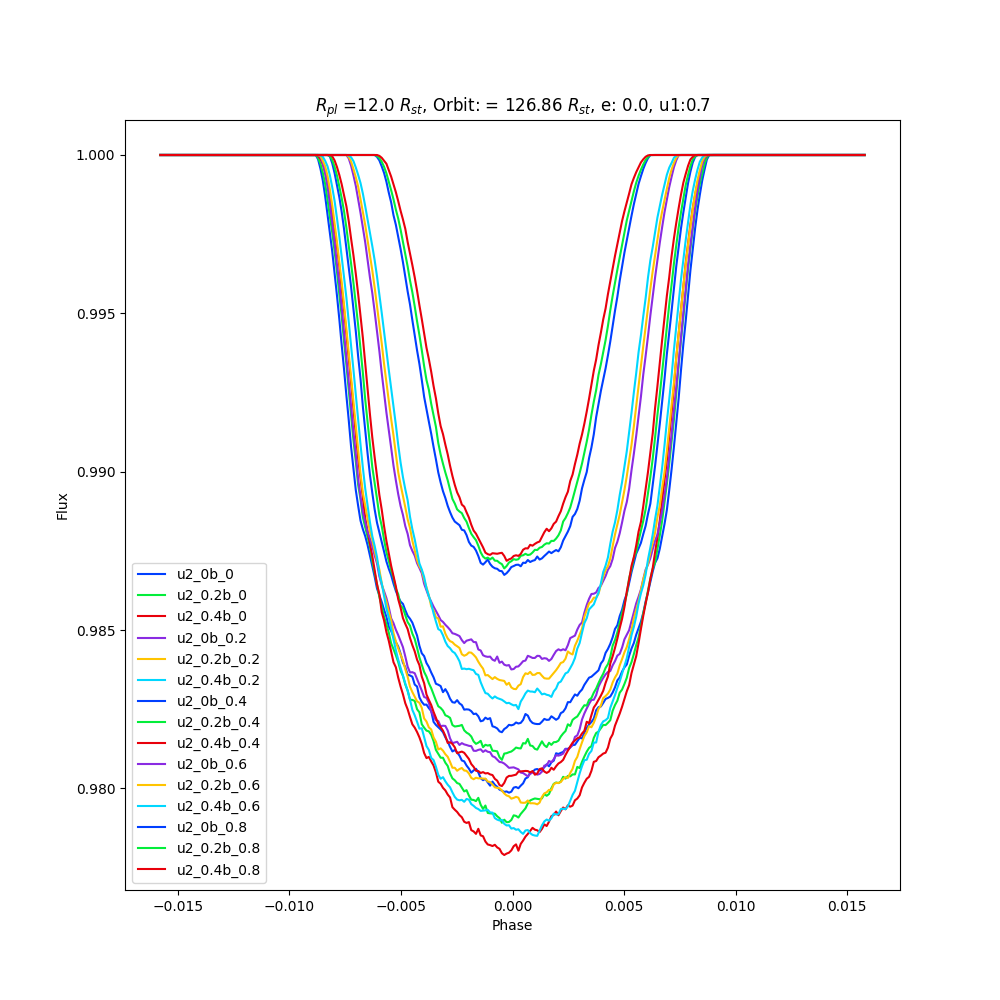 R_pl =12.0 R_st, Orbit: = 126.86 R_st, e: 0.0, u1:0.7
1.000
0.995
0.990
0.985
0.980
Flux
u2_0b_0
u2_0.2b_0
u2_0.4b_0
u2_0b_0.2
u2_0.2b_0.2
u2_0.4b_0.2
u2_0b_0.4
u2_0.2b_0.4
u2_0.4b_0.4
u2_0b_0.6
u2_0.2b_0.6
u2_0.4b_0.6
u2_0b_0.8
u2_0.2b_0.8
u2_0.4b_0.8
−0.015 −0.010 −0.005 0.000 0.005 0.010 0.015
Phase